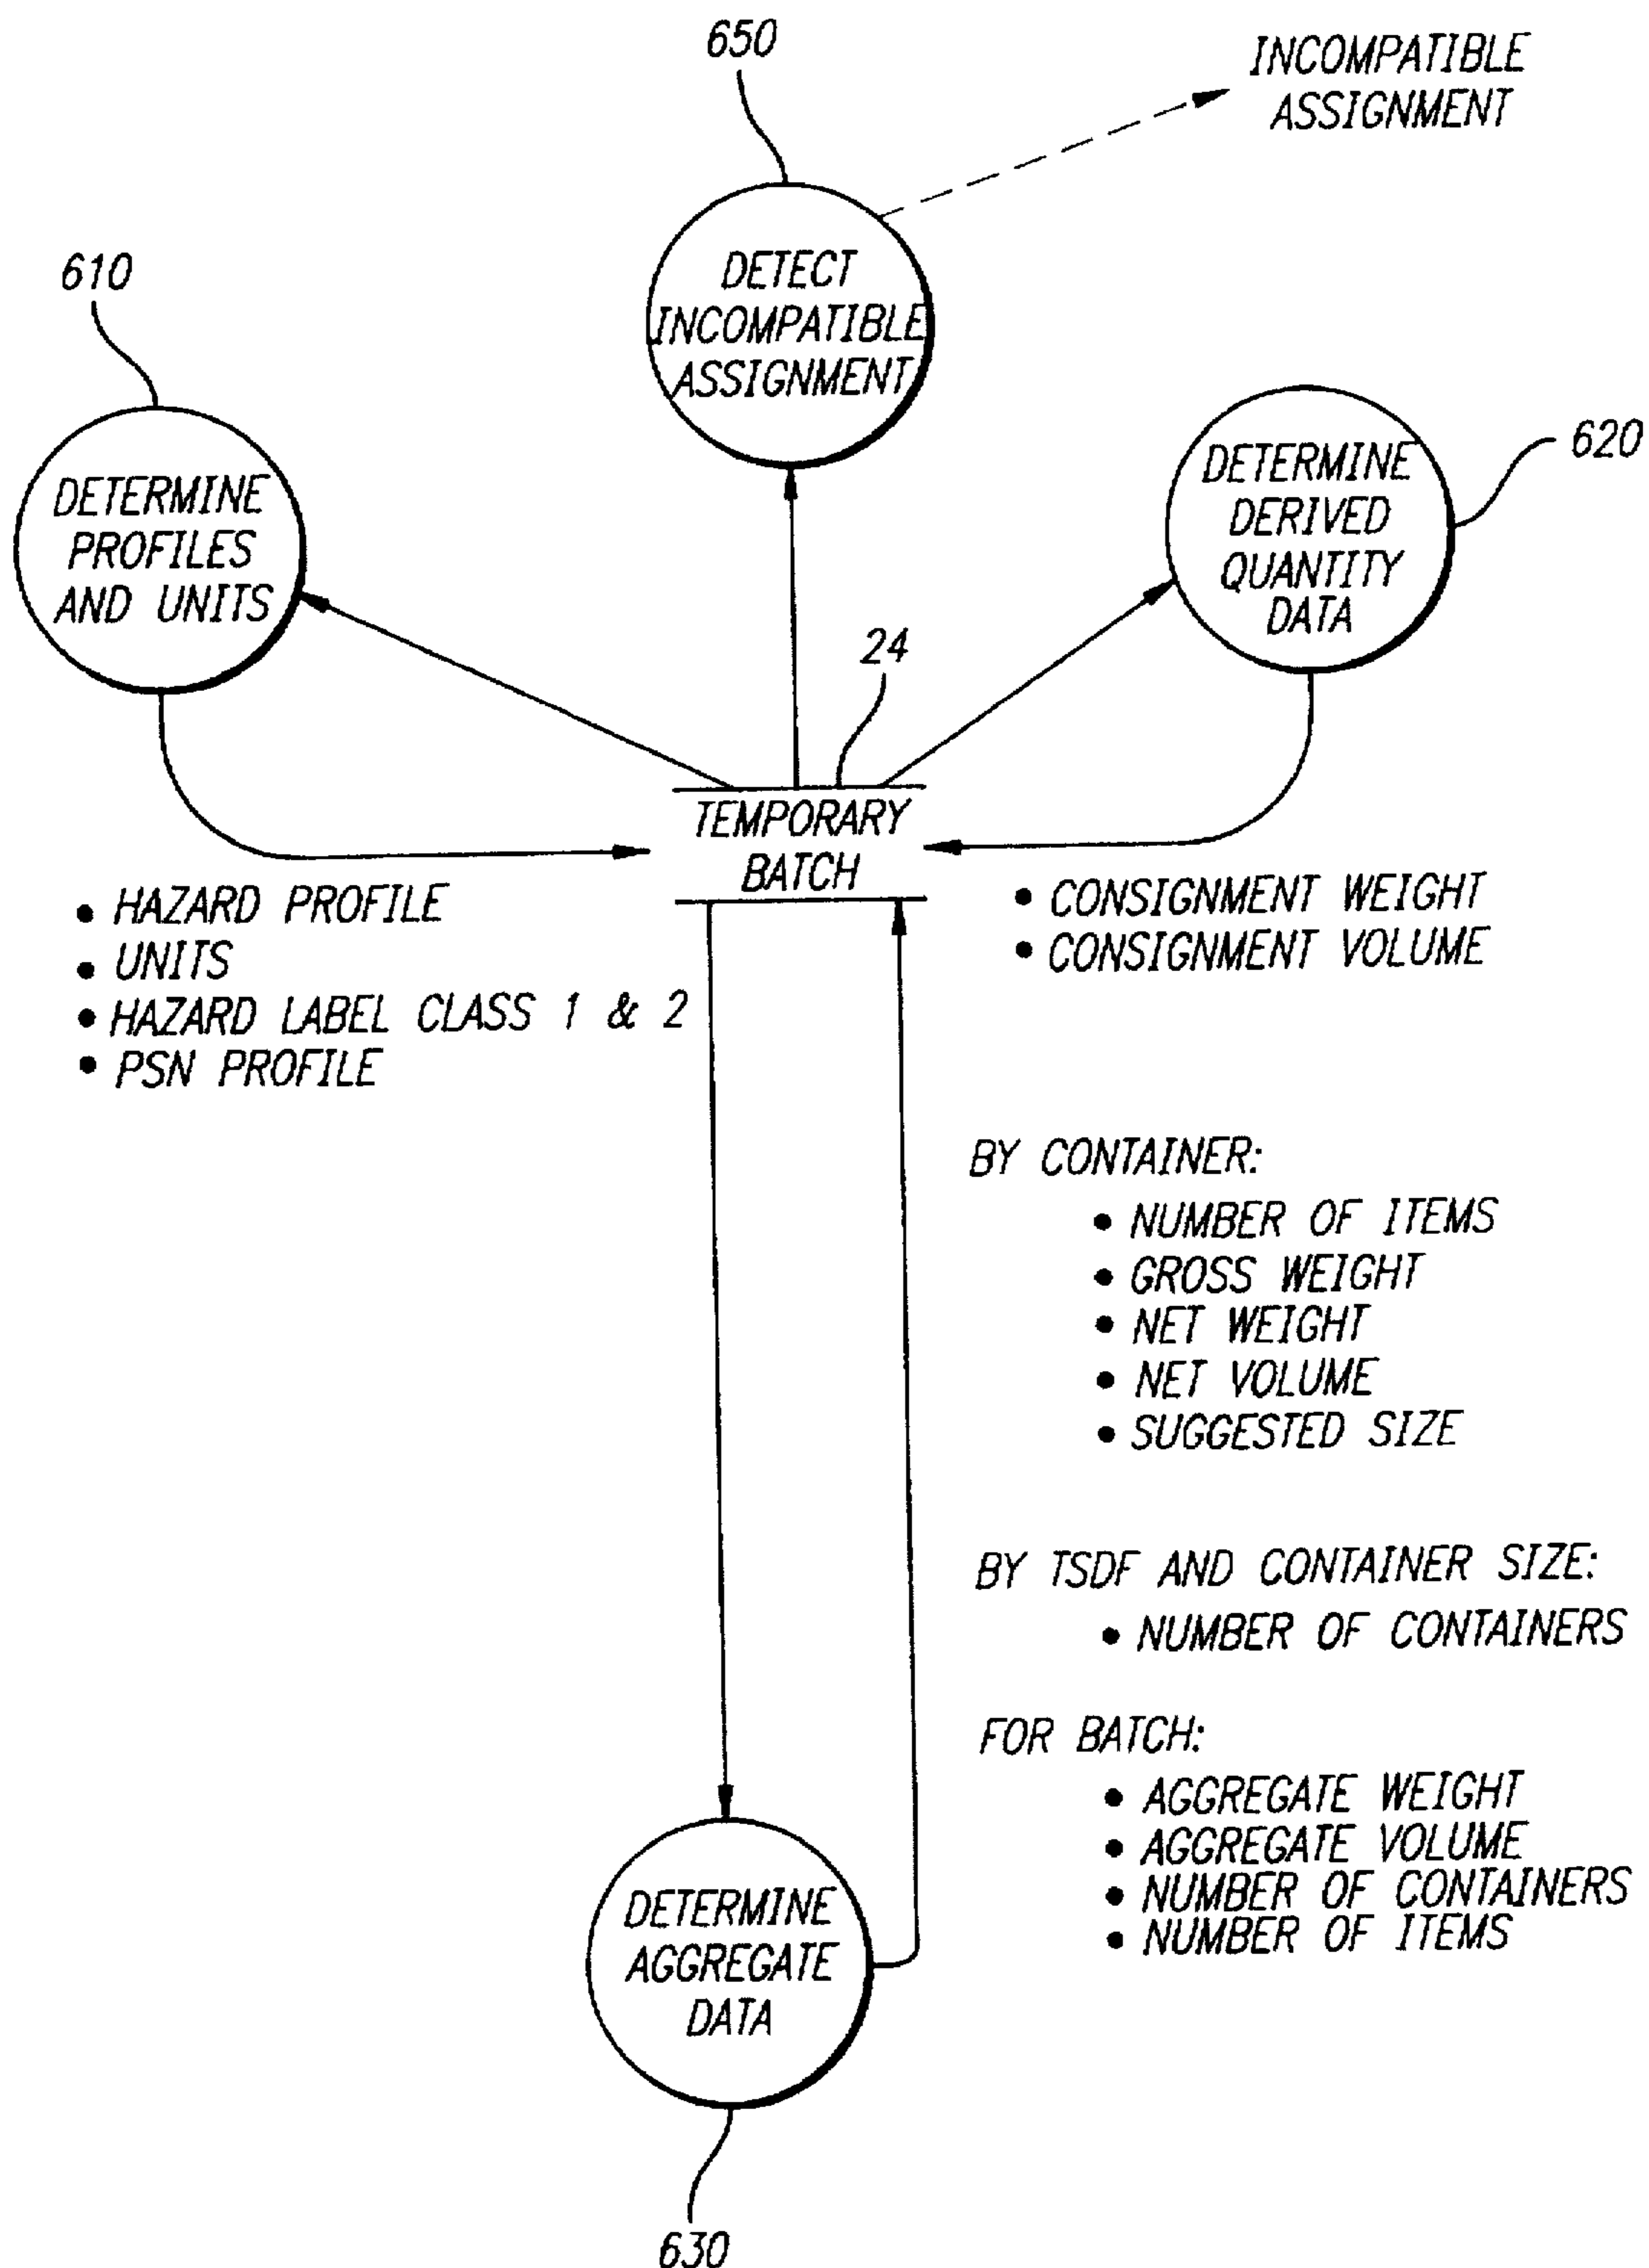 650
INCOMPATIBLE
ASSIGNMENT
610
DETECT
INCOMPATIBLE
ASSIGNMENT
620
DETERMINE
PROFILES
AND UNITS
DETERMINE
DERIVED
QUANTITY
DATA
24
TEMPORARY
BATCH
• HAZARD PROFILE
• UNITS
• HAZARD LABEL CLASS 1 & 2
• PSN PROFILE
• CONSIGNMENT WEIGHT
• CONSIGNMENT VOLUME
BY CONTAINER:
• NUMBER OF ITEMS
• GROSS WEIGHT
• NET WEIGHT
• NET VOLUME
• SUGGESTED SIZE
BY TSDF AND CONTAINER SIZE:
• NUMBER OF CONTAINERS
FOR BATCH:
• AGGREGATE WEIGHT
• AGGREGATE VOLUME
• NUMBER OF CONTAINERS
• NUMBER OF ITEMS
DETERMINE
AGGREGATE
DATA
630